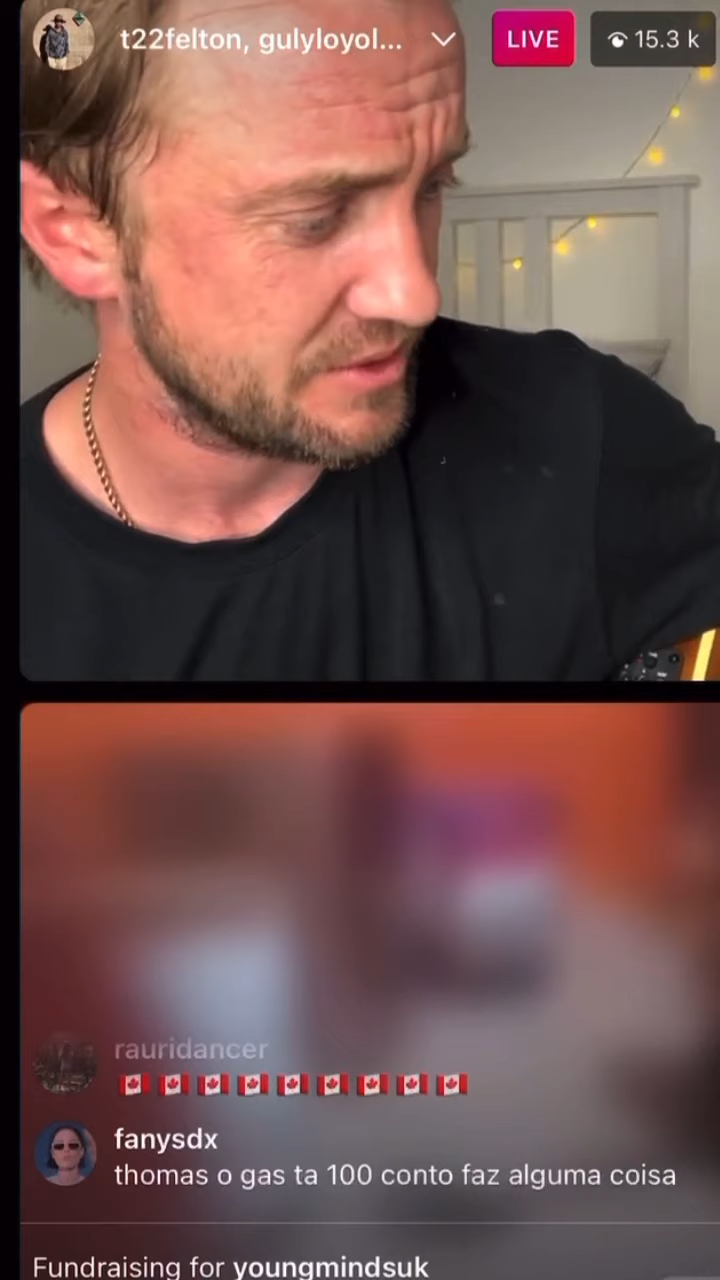 t22felton, gulyloyol...
LIVE
15.3 k
rauridancer
🇨🇦🇨🇦🇨🇦🇨🇦🇨🇦🇨🇦🇨🇦🇨🇦🇨🇦
fanysdx
thomas o gas ta 100 conto faz alguma coisa
Fundraising for youngmindsuk